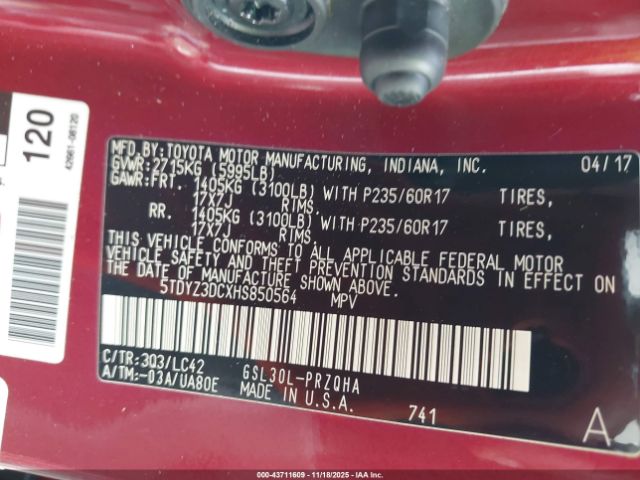 120
42961-08120
MFD.BY:TOYOTA MOTOR MANUFACTURING, INDIANA, INC. 04/17
GVWR:2715KG (5995LB)
GAWR:FRT. 1405KG (3100LB) WITH P235/60R17 TIRES,
17X7J RIMS.
RR. 1405KG (3100LB) WITH P235/60R17 TIRES,
17X7J RIMS.
THIS VEHICLE CONFORMS TO ALL APPLICABLE FEDERAL MOTOR
VEHICLE SAFETY AND THEFT PREVENTION STANDARDS IN EFFECT ON
THE DATE OF MANUFACTURE SHOWN ABOVE.
5TDYZ3DCXHS850564 MPV
C/TR:3Q3/LC42 GSL30L-PRZQHA
A/TM:-03A/UA80E MADE IN U.S.A. 741 A
000-43711609 - 11/18/2025 - IAAI.COM